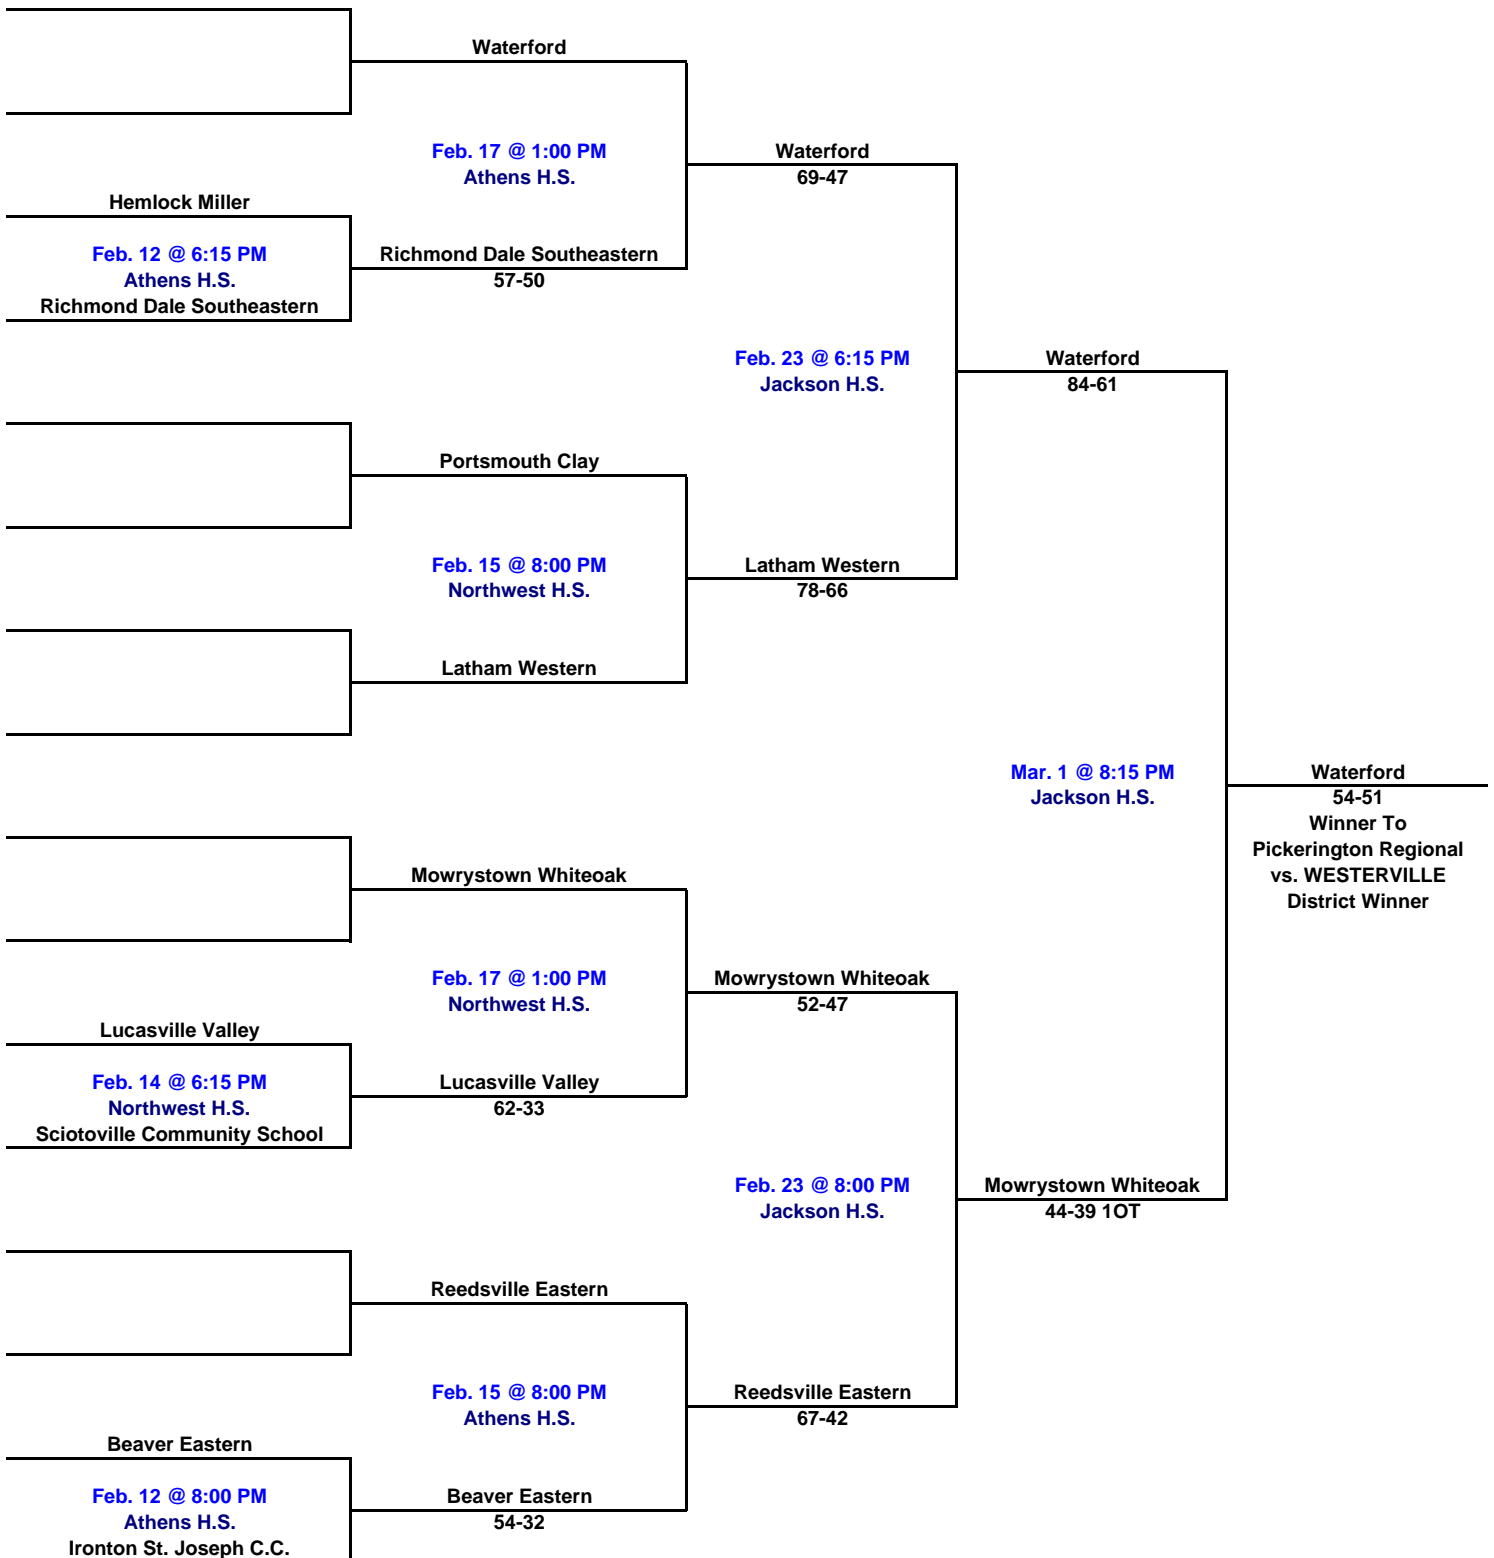 Waterford
Feb. 17 @ 1:00 PM
Athens H.S.
Waterford
69-47
Hemlock Miller
Feb. 12 @ 6:15 PM
Athens H.S.
Richmond Dale Southeastern
Richmond Dale Southeastern
57-50
Feb. 23 @ 6:15 PM
Jackson H.S.
Waterford
84-61
Portsmouth Clay
Feb. 15 @ 8:00 PM
Northwest H.S.
Latham Western
78-66
Latham Western
Mar. 1 @ 8:15 PM
Jackson H.S.
Waterford
54-51
Winner To
Pickerington Regional
vs. WESTERVILLE
District Winner
Mowrystown Whiteoak
Feb. 17 @ 1:00 PM
Northwest H.S.
Mowrystown Whiteoak
52-47
Lucasville Valley
Feb. 14 @ 6:15 PM
Northwest H.S.
Sciotoville Community School
Lucasville Valley
62-33
Feb. 23 @ 8:00 PM
Jackson H.S.
Mowrystown Whiteoak
44-39 1OT
Reedsville Eastern
Feb. 15 @ 8:00 PM
Athens H.S.
Reedsville Eastern
67-42
Beaver Eastern
Feb. 12 @ 8:00 PM
Athens H.S.
Ironton St. Joseph C.C.
Beaver Eastern
54-32